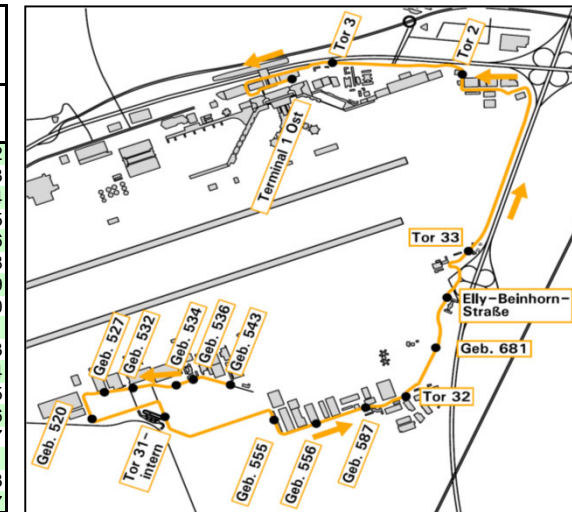 Tor 3
Tor 2
Terminal 1 Ost
Tor 33
Elly-Beinhorn-
Straße
Geb. 681
Tor 32
Geb. 527
Geb. 532
Geb. 534
Geb. 536
Geb. 543
Geb. 520
Tor 31-
intern
Geb. 555
Geb. 556
Geb. 587